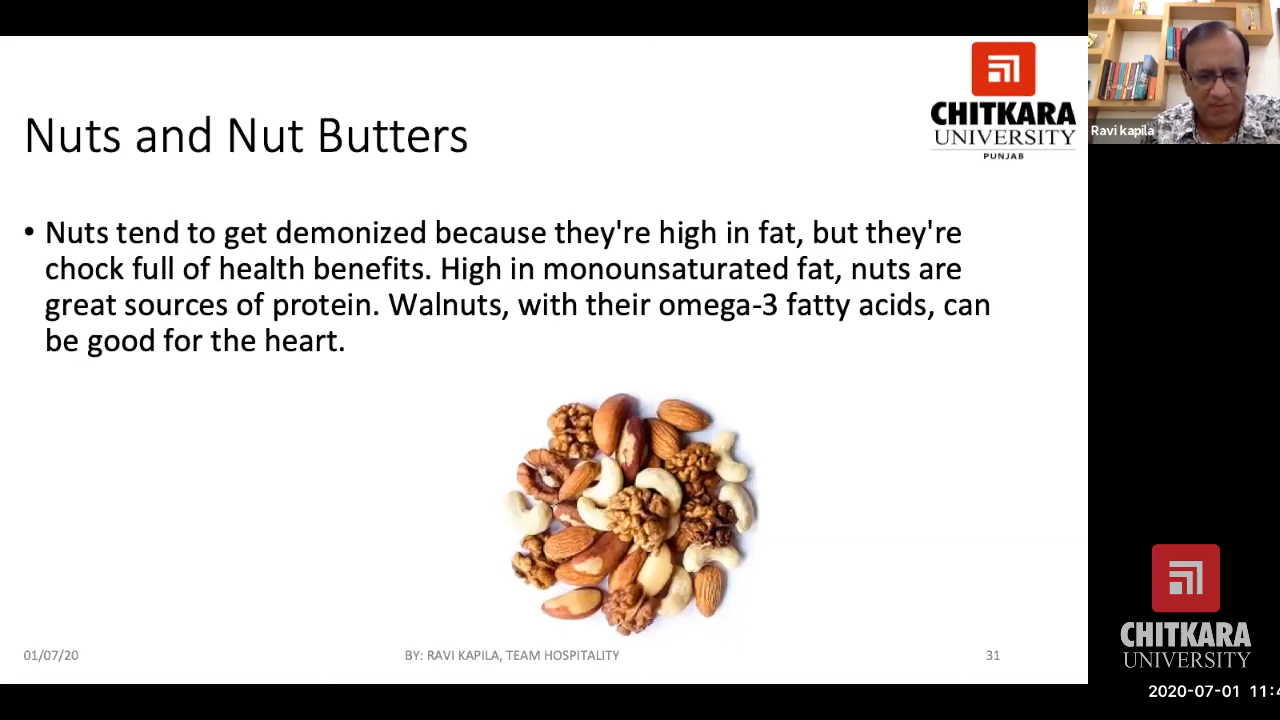 CHITKARA
UNIVERSITY
PUNJAB
Ravi kapila
Nuts and Nut Butters
• Nuts tend to get demonized because they're high in fat, but they're
chock full of health benefits. High in monounsaturated fat, nuts are
great sources of protein. Walnuts, with their omega-3 fatty acids, can
be good for the heart.
01/07/20
BY: RAVI KAPILA, TEAM HOSPITALITY
31
CHITKARA
UNIVERSITY
2020-07-01 11:4